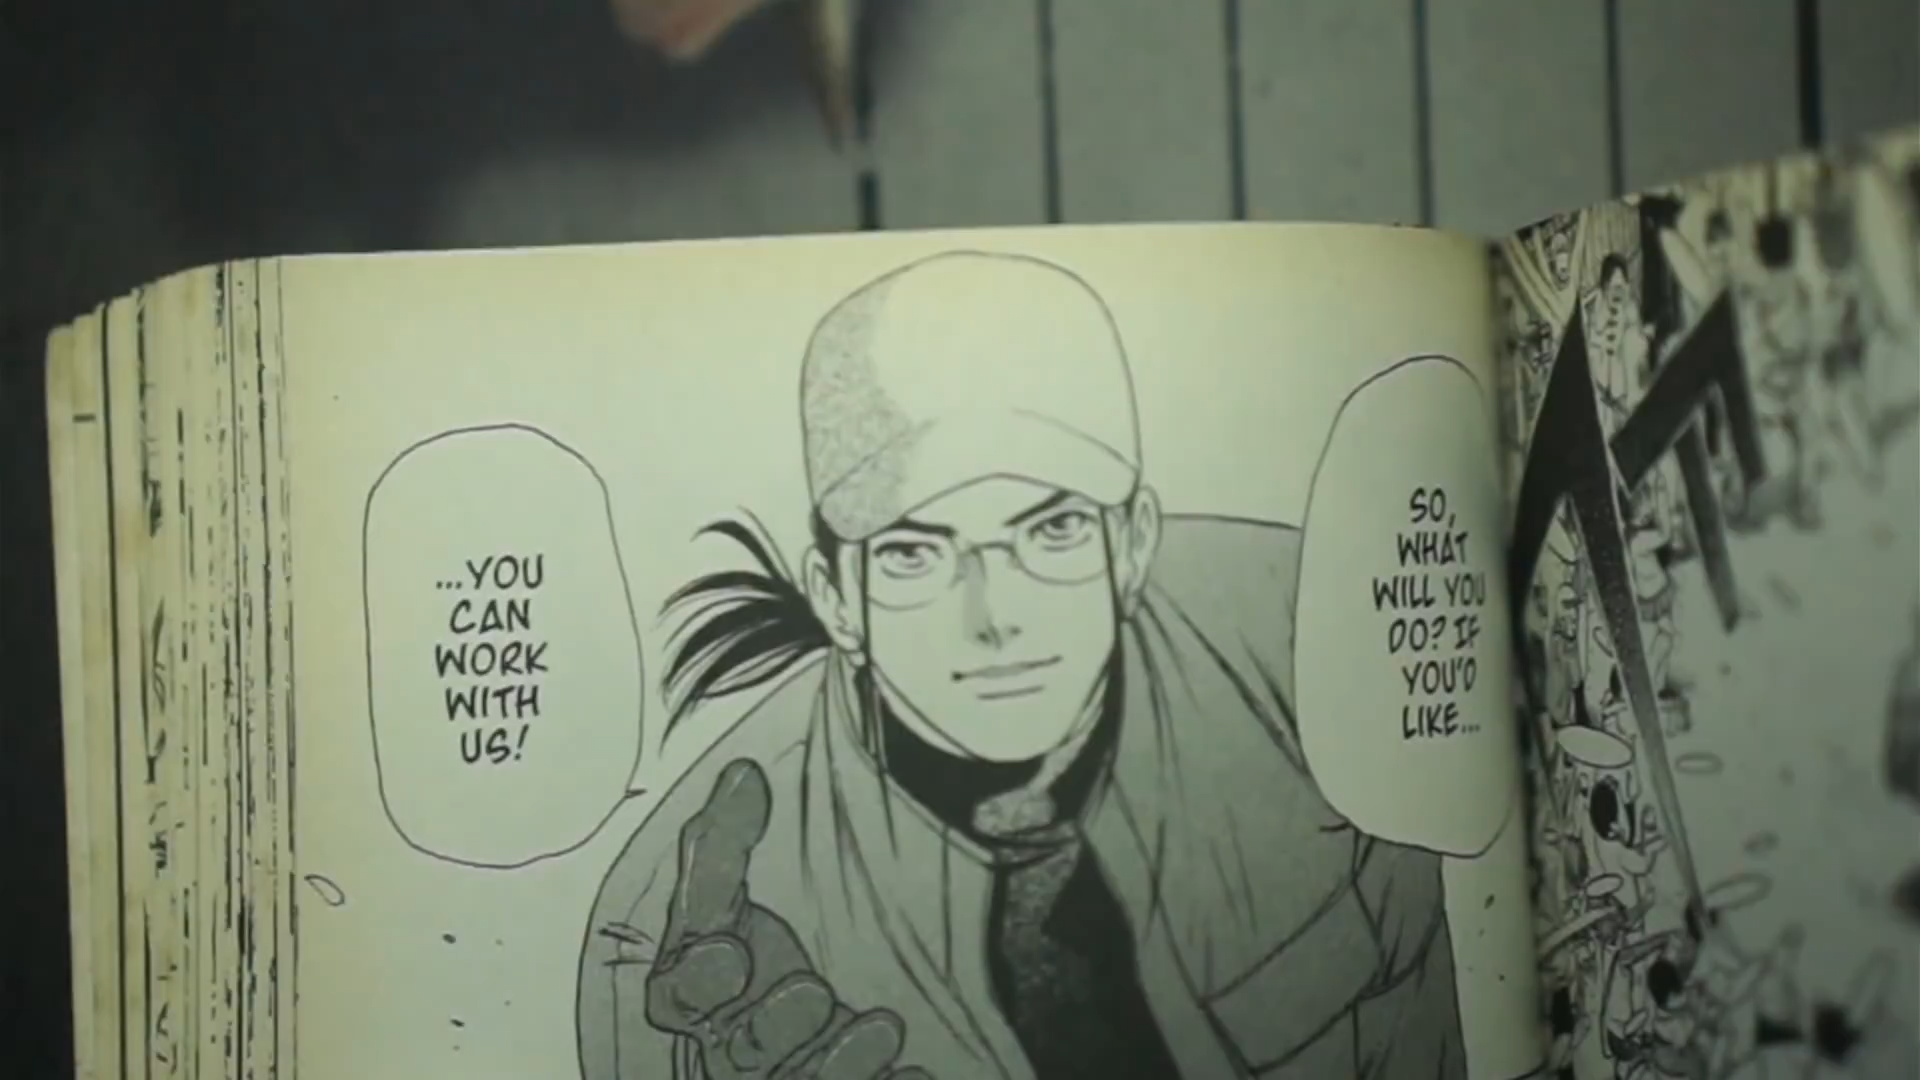 SO,
WHAT
WILL YOU
DO? IF
YOU'D
LIKE...
...YOU
CAN
WORK
WITH
US!